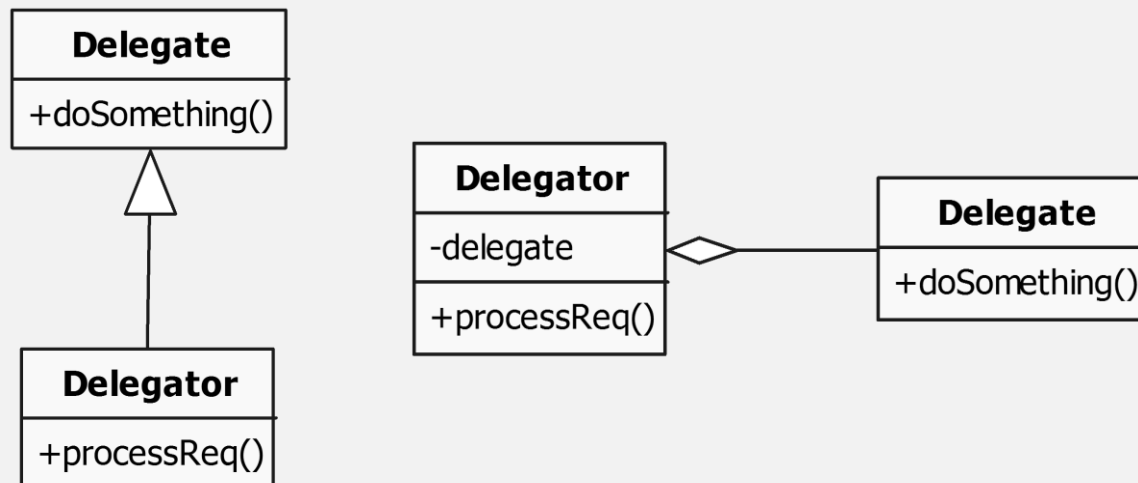 Delegate
+doSomething()
Delegator
+processReq()
Delegator
-delegate
+processReq()
Delegate
+doSomething()